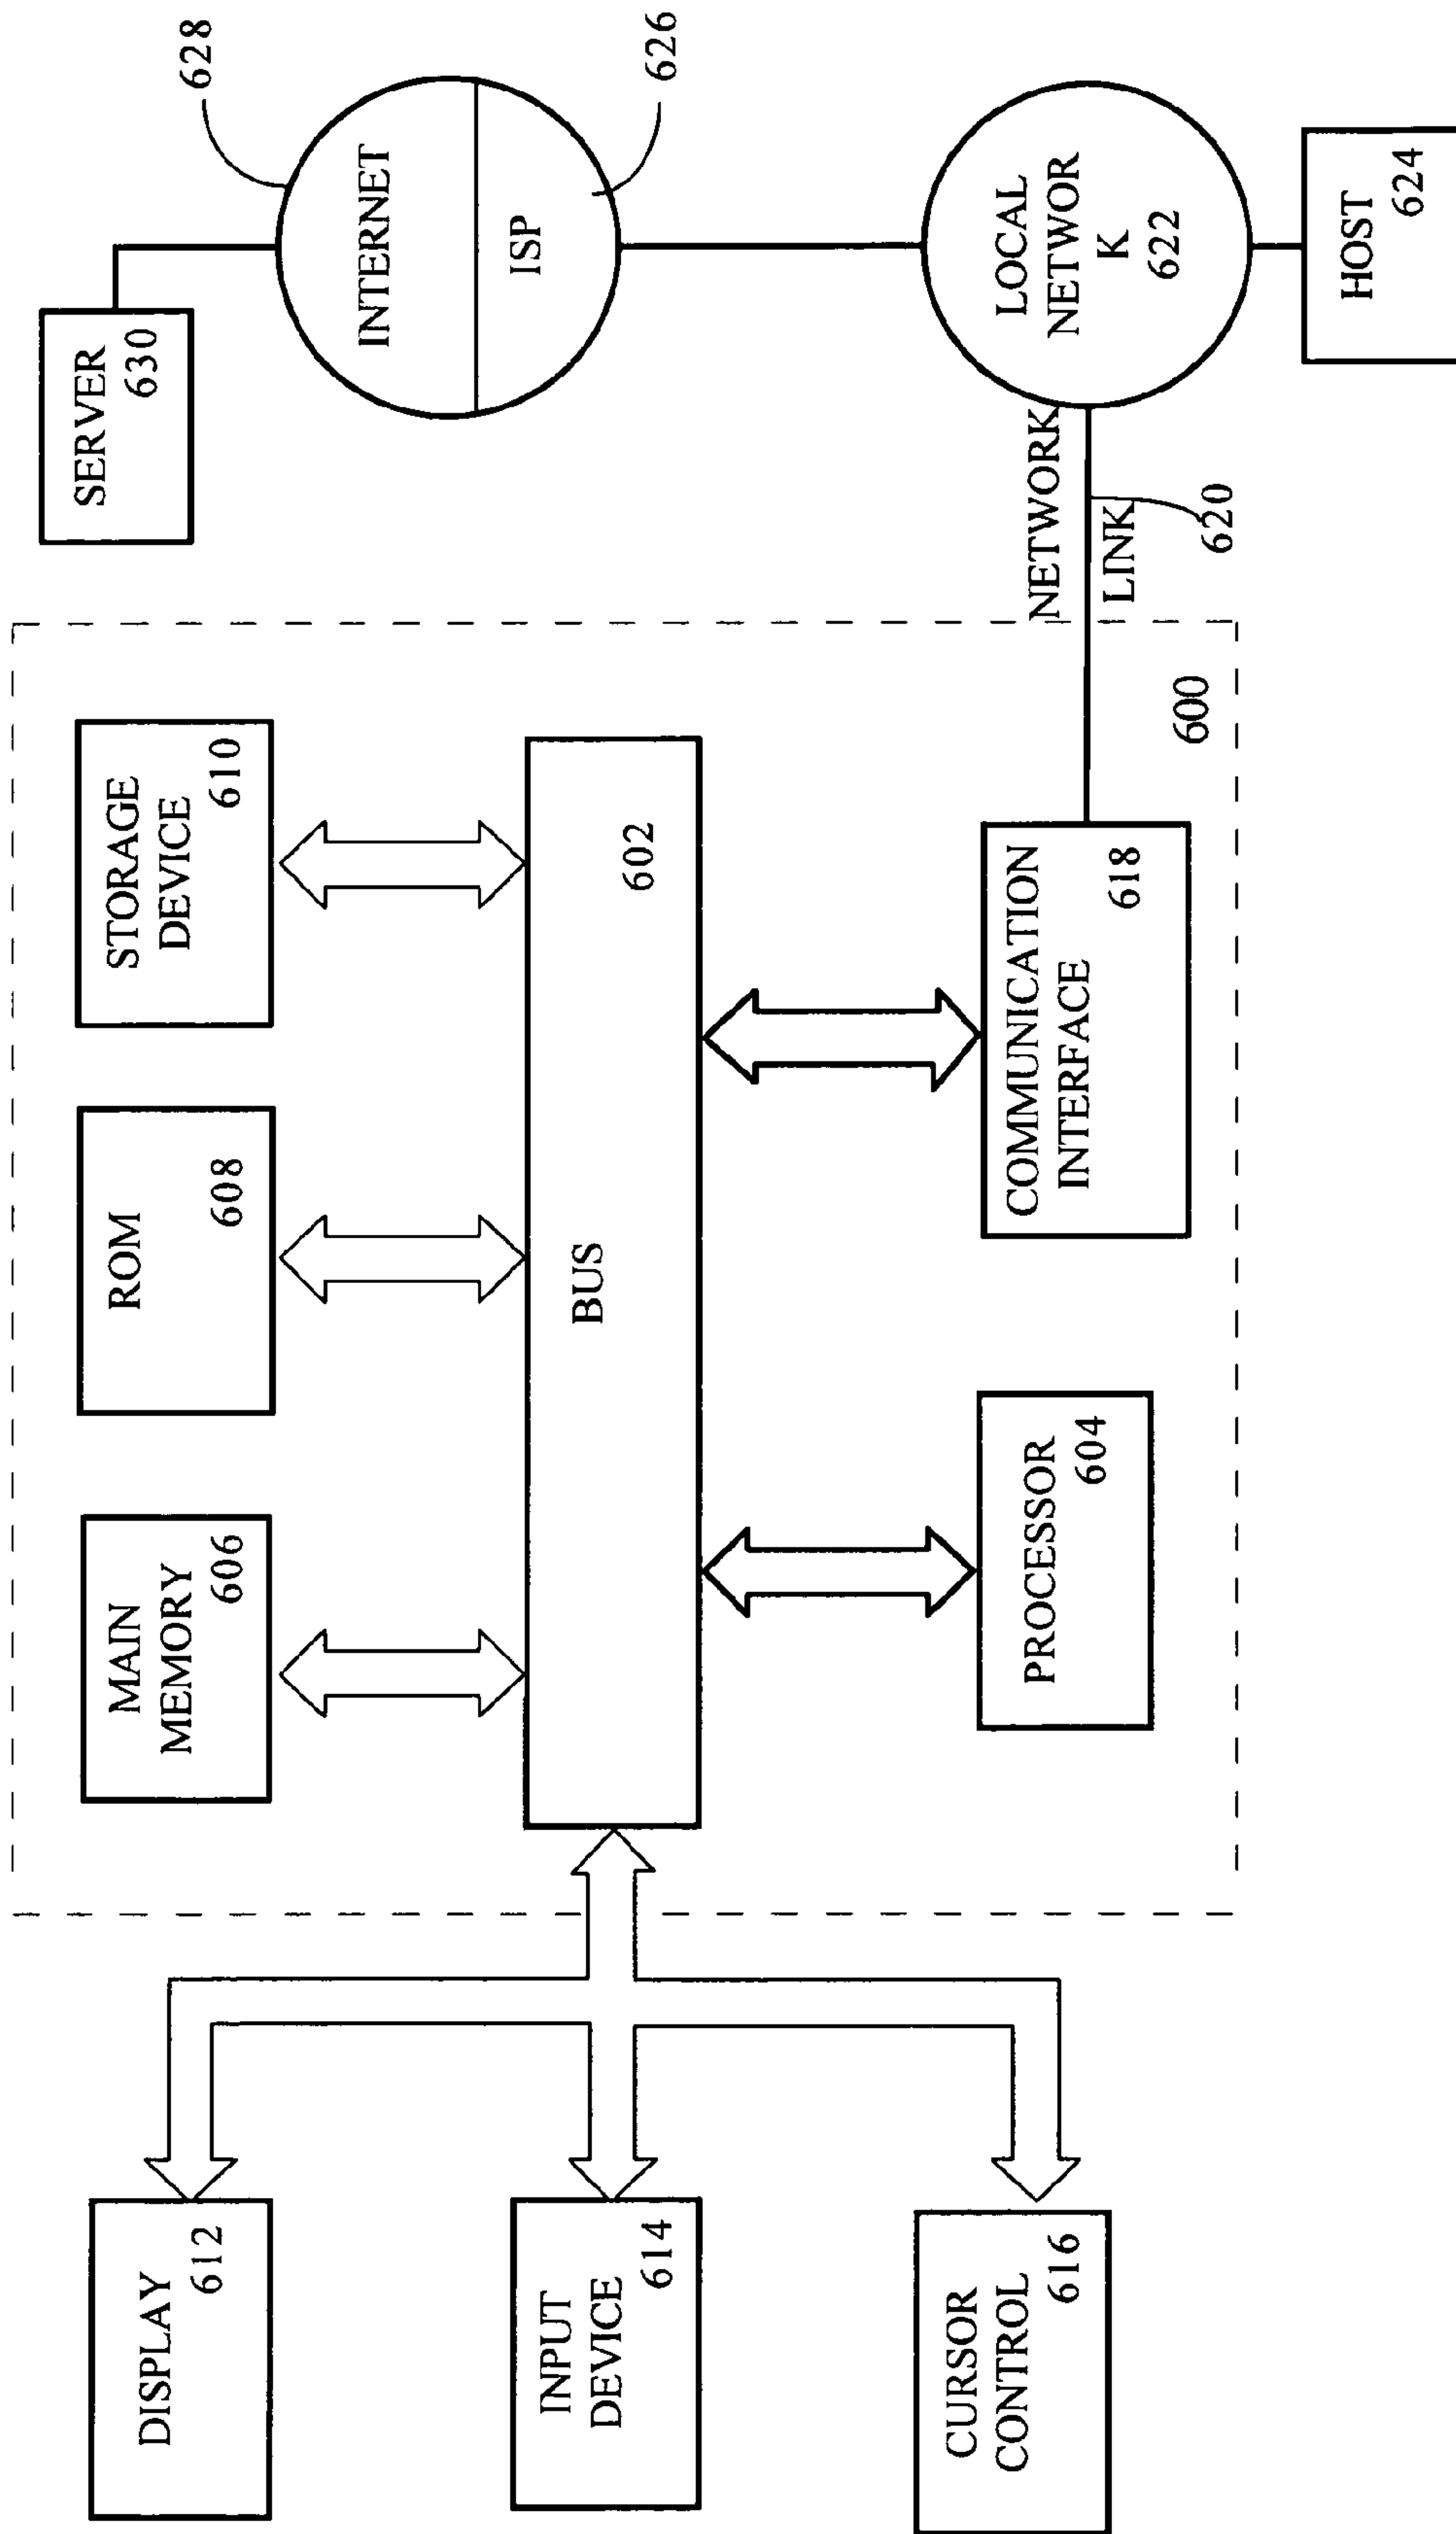 DISPLAY
612
INPUT
DEVICE
614
CURSOR
CONTROL
616
MAIN
MEMORY
606
ROM
608
STORAGE
DEVICE
610
BUS
602
PROCESSOR
604
COMMUNICATION
INTERFACE
618
600
SERVER
630
628
INTERNET
ISP
626
NETWORK
LINK
620
LOCAL
NETWOR
K
622
HOST
624